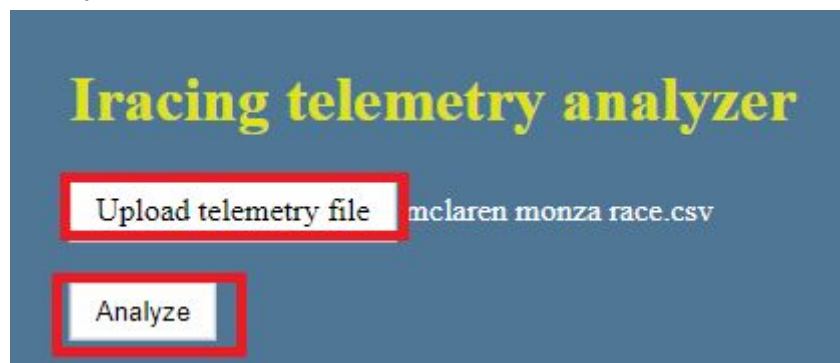 Iracing telemetry analyzer
Upload telemetry file mclaren monza race.csv
Analyze